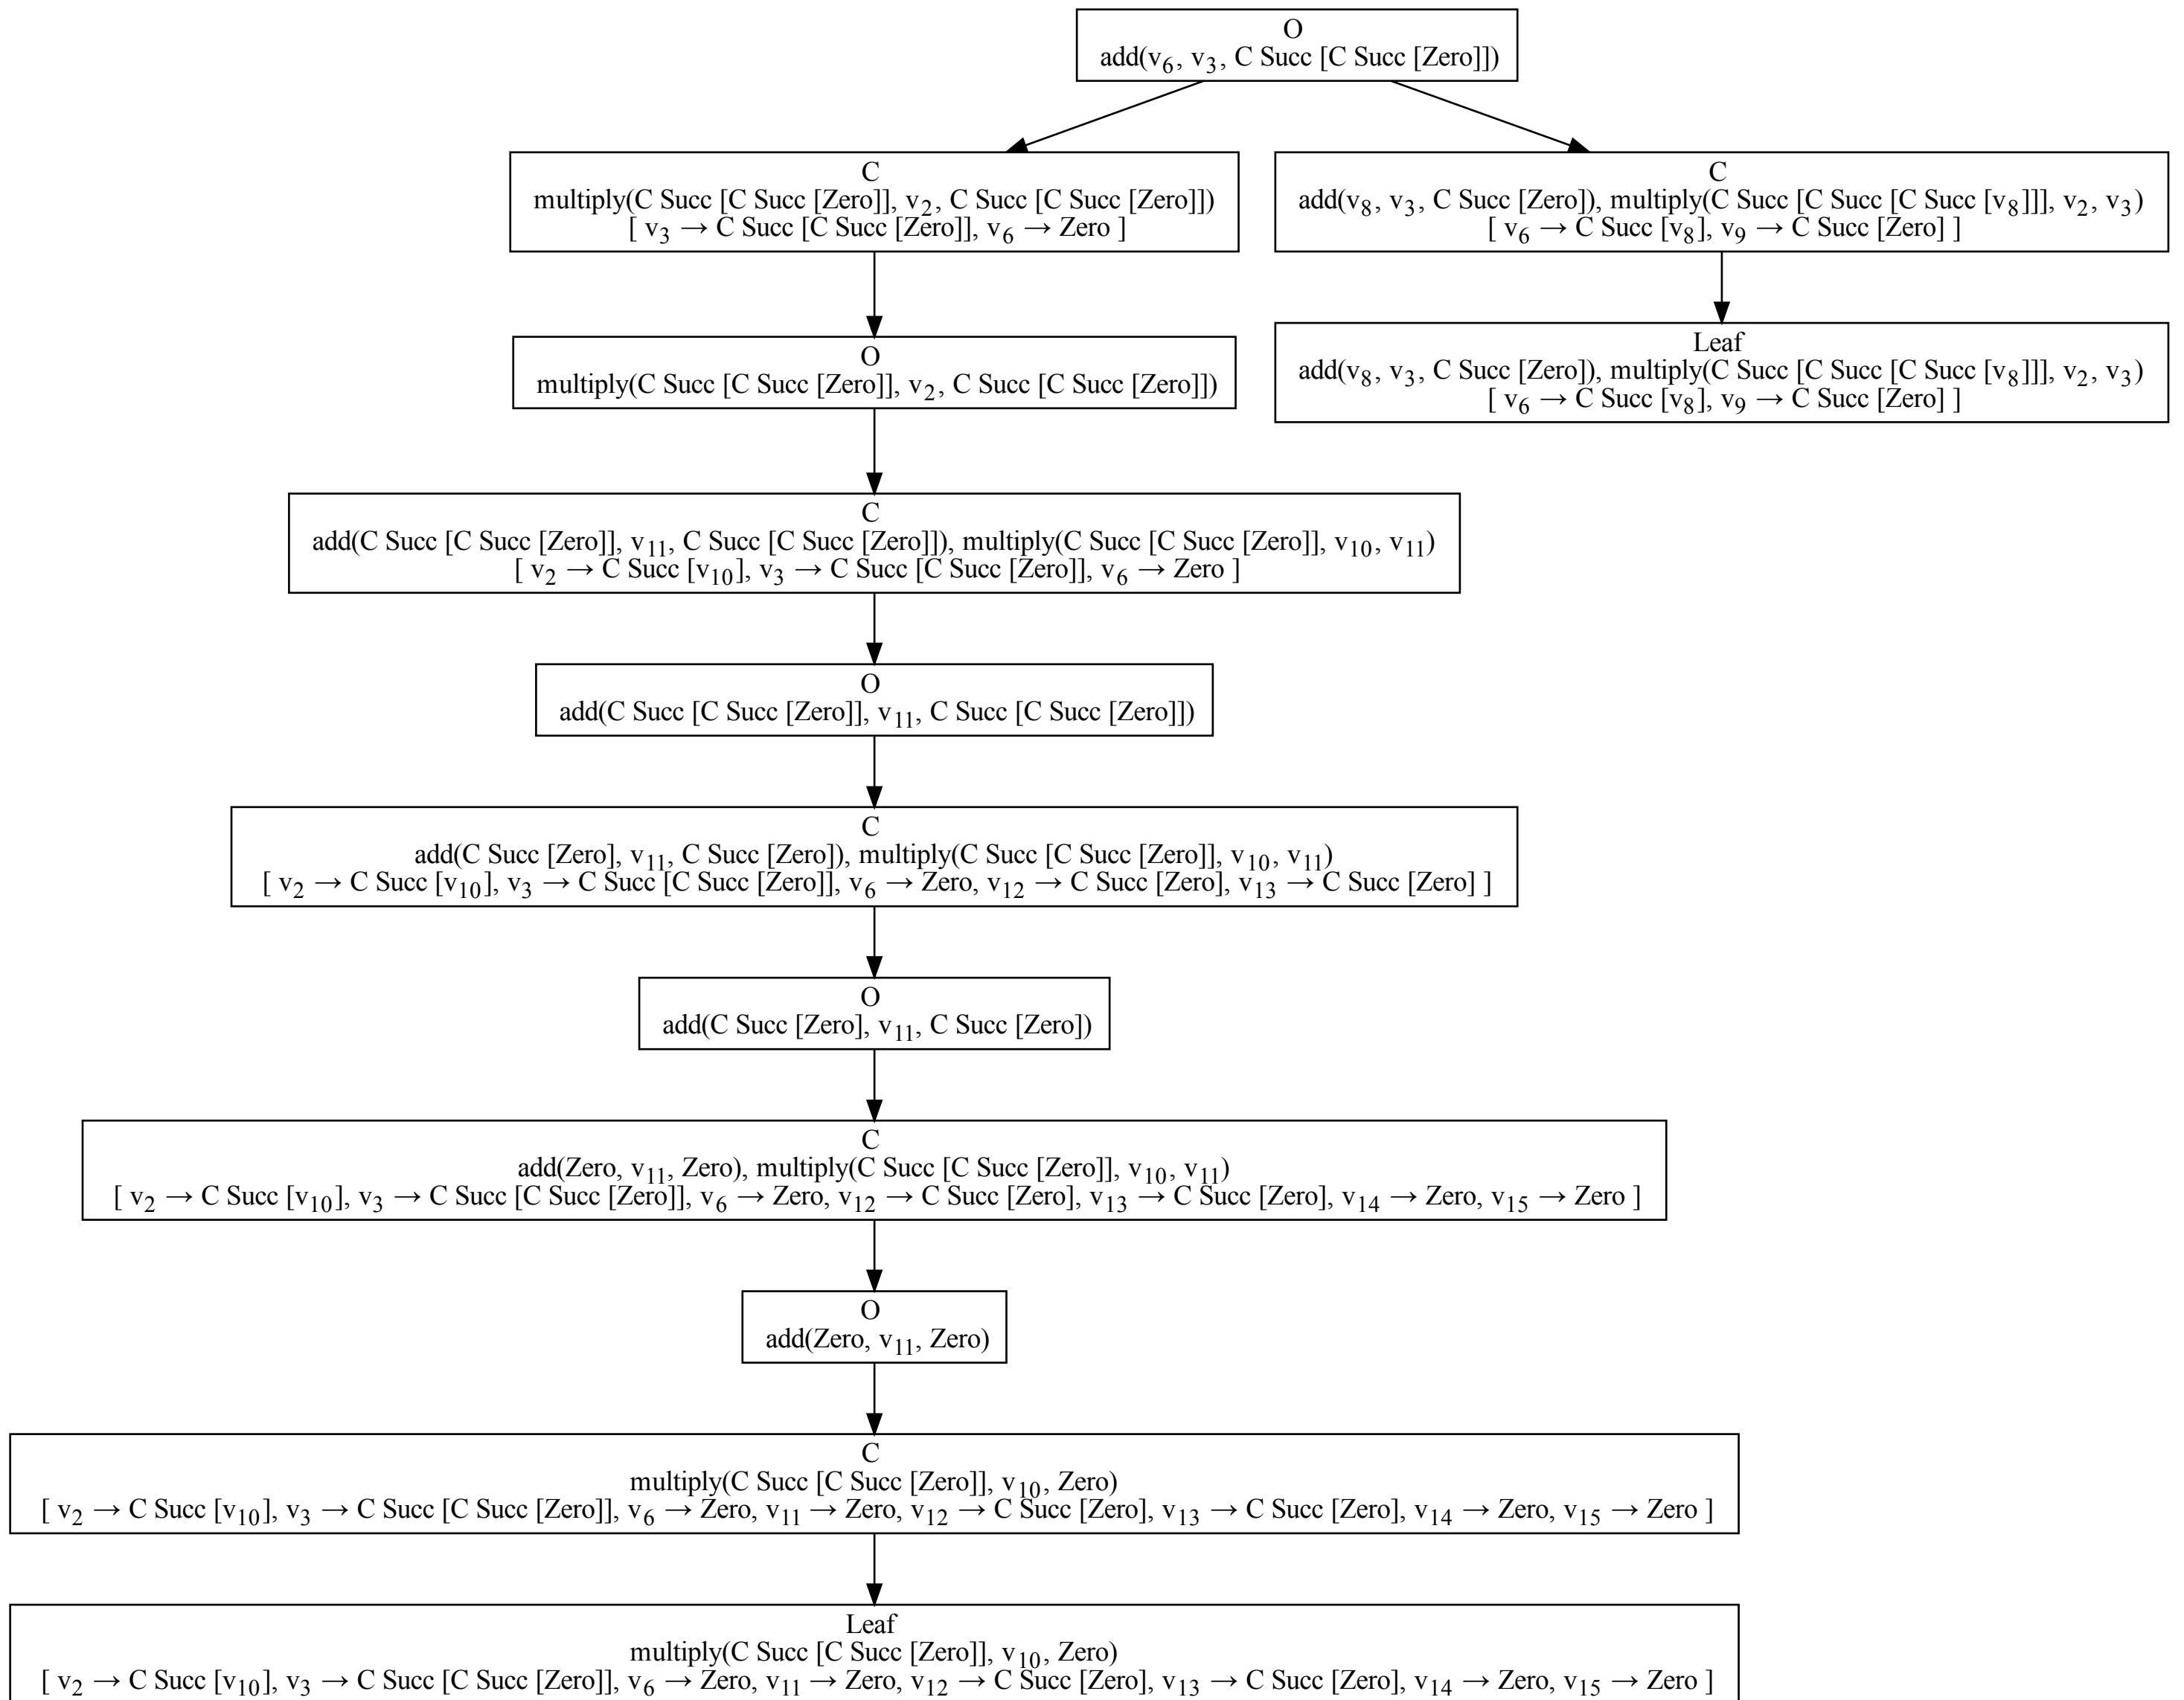 O
add(v6, v3, C Succ [C Succ [Zero]])
C
multiply(C Succ [C Succ [Zero]], v2, C Succ [C Succ [Zero]])
[ v3 → C Succ [C Succ [Zero]], v6 → Zero ]
C
add(v8, v3, C Succ [Zero]), multiply(C Succ [C Succ [C Succ [v8]]], v2, v3)
[ v6 → C Succ [v8], v9 → C Succ [Zero] ]
O
multiply(C Succ [C Succ [Zero]], v2, C Succ [C Succ [Zero]])
Leaf
add(v8, v3, C Succ [Zero]), multiply(C Succ [C Succ [C Succ [v8]]], v2, v3)
[ v6 → C Succ [v8], v9 → C Succ [Zero] ]
C
add(C Succ [C Succ [Zero]], v11, C Succ [C Succ [Zero]]), multiply(C Succ [C Succ [Zero]], v10, v11)
[ v2 → C Succ [v10], v3 → C Succ [C Succ [Zero]], v6 → Zero ]
O
add(C Succ [C Succ [Zero]], v11, C Succ [C Succ [Zero]])
C
add(C Succ [Zero], v11, C Succ [Zero]), multiply(C Succ [C Succ [Zero]], v10, v11)
[ v2 → C Succ [v10], v3 → C Succ [C Succ [Zero]], v6 → Zero, v12 → C Succ [Zero], v13 → C Succ [Zero] ]
O
add(C Succ [Zero], v11, C Succ [Zero])
C
add(Zero, v11, Zero), multiply(C Succ [C Succ [Zero]], v10, v11)
[ v2 → C Succ [v10], v3 → C Succ [C Succ [Zero]], v6 → Zero, v12 → C Succ [Zero], v13 → C Succ [Zero], v14 → Zero, v15 → Zero ]
O
add(Zero, v11, Zero)
C
multiply(C Succ [C Succ [Zero]], v10, Zero)
[ v2 → C Succ [v10], v3 → C Succ [C Succ [Zero]], v6 → Zero, v11 → Zero, v12 → C Succ [Zero], v13 → C Succ [Zero], v14 → Zero, v15 → Zero ]
Leaf
multiply(C Succ [C Succ [Zero]], v10, Zero)
[ v2 → C Succ [v10], v3 → C Succ [C Succ [Zero]], v6 → Zero, v11 → Zero, v12 → C Succ [Zero], v13 → C Succ [Zero], v14 → Zero, v15 → Zero ]